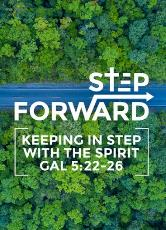 STEP
FORWARD
KEEPING IN STEP
WITH THE SPIRIT
GAL 5:22-26